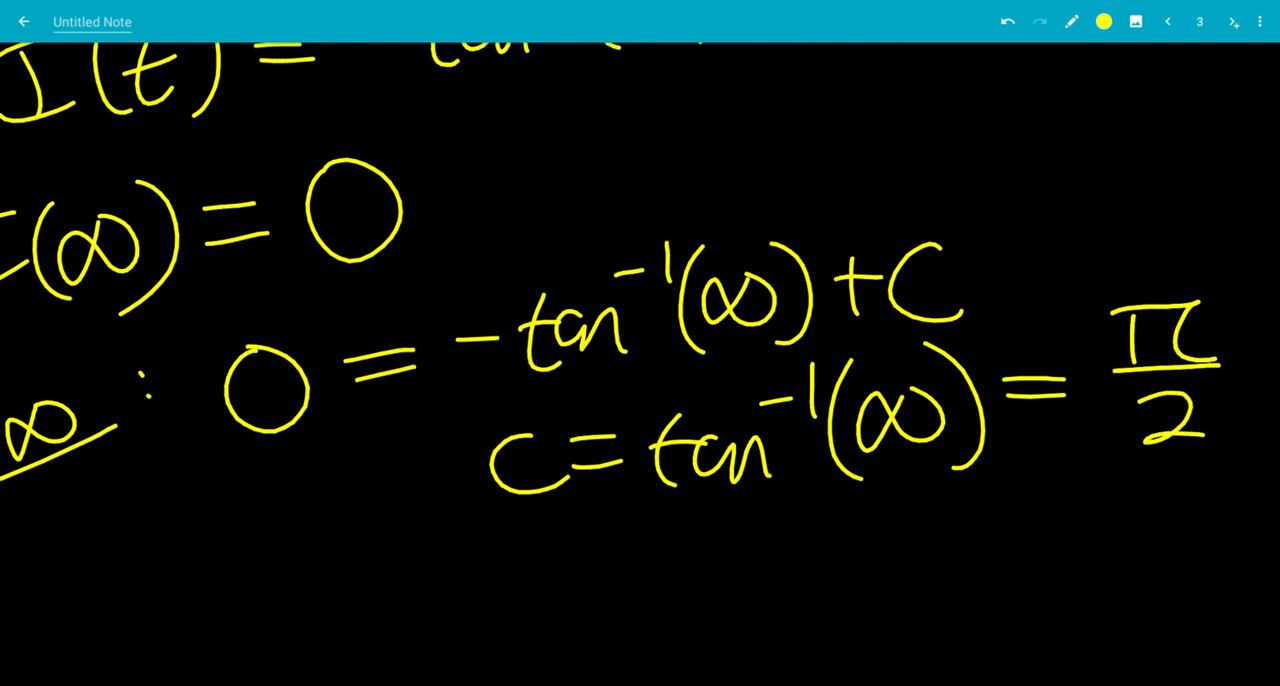 Untitled Note
3
I(t) =
(∞) = 0
∞ : 0 = -tan⁻¹(∞) + C
C = tan⁻¹(∞) = π/2